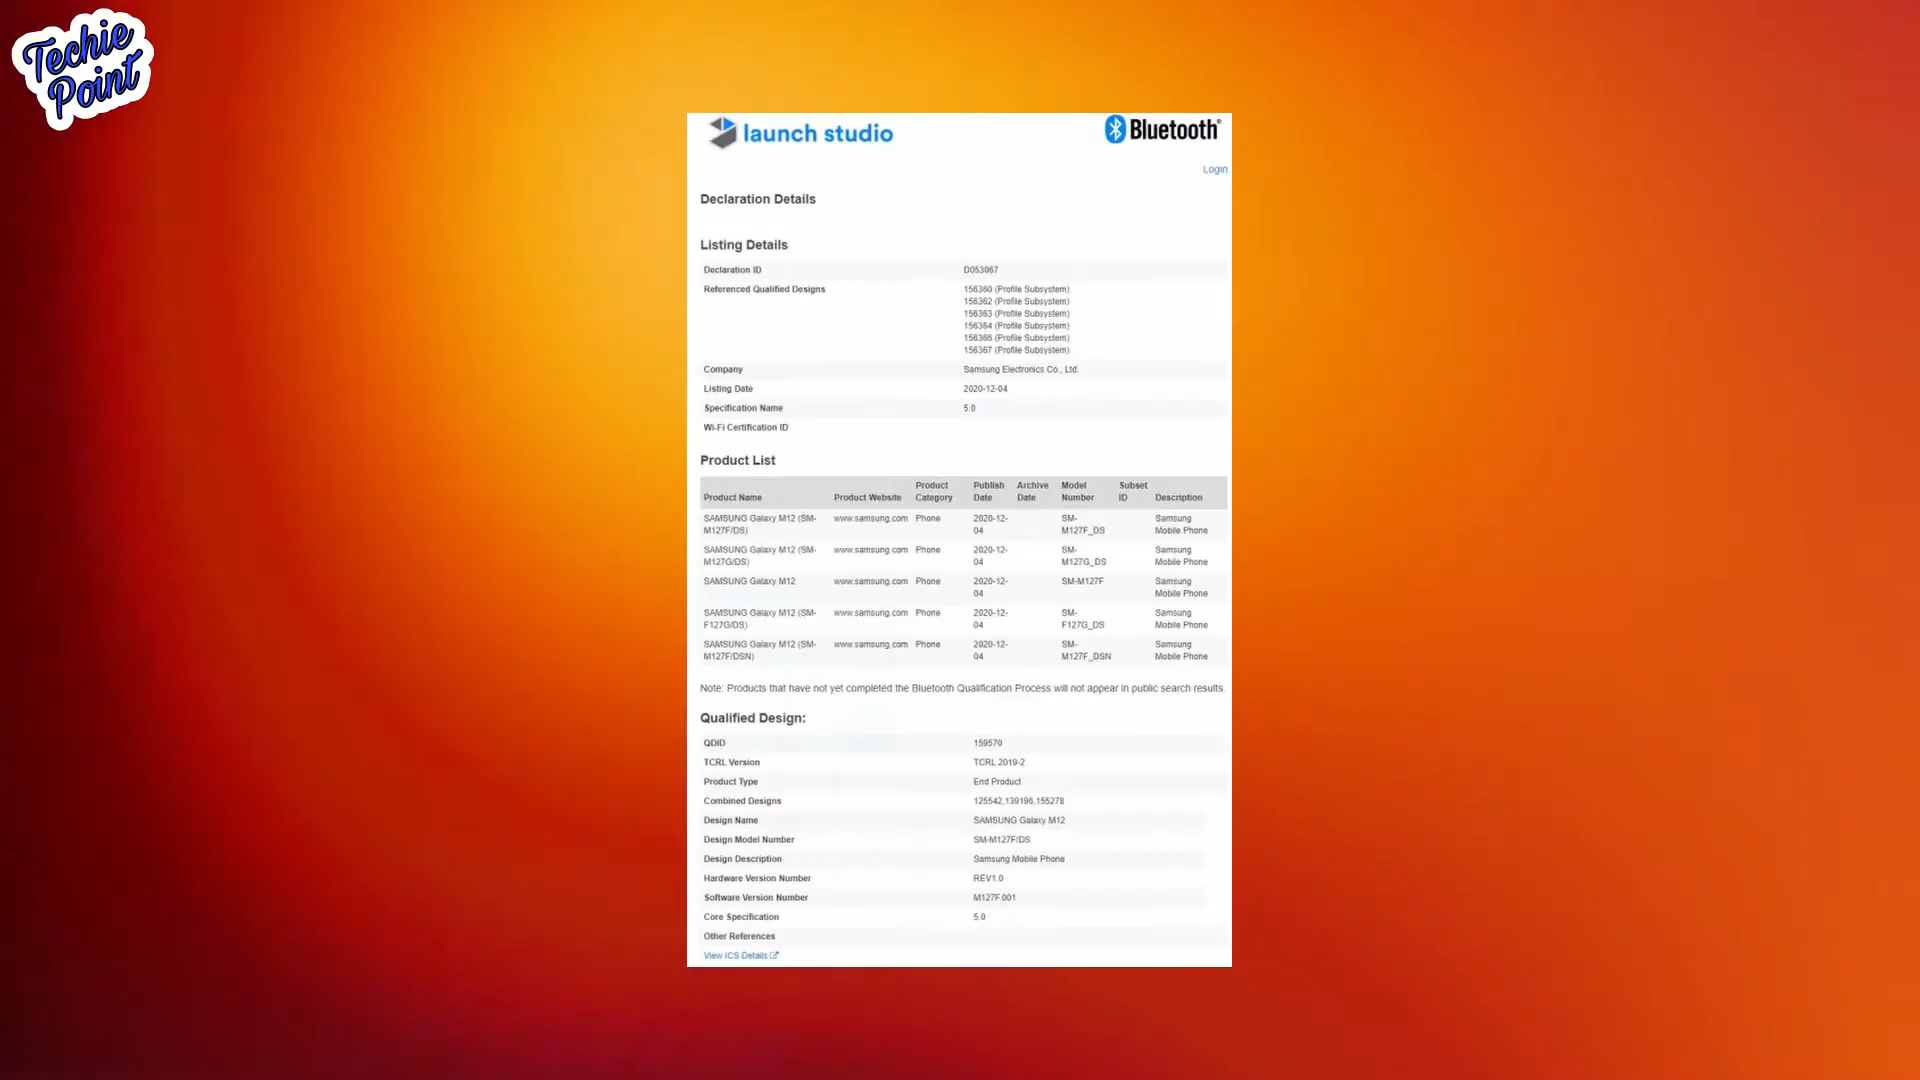 Techie
Point
launch studio
Bluetooth®
Login
Declaration Details
Listing Details
Declaration ID D053067
Referenced Qualified Designs 156360 (Profile Subsystem)
156362 (Profile Subsystem)
156363 (Profile Subsystem)
156364 (Profile Subsystem)
156366 (Profile Subsystem)
156367 (Profile Subsystem)
Company Samsung Electronics Co., Ltd.
Listing Date 2020-12-04
Specification Name 5.0
Wi-Fi Certification ID
Product List
Product Publish Archive Model Subset
Product Name Product Website Category Date Date Number ID Description
SAMSUNG Galaxy M12 (SM- www.samsung.com Phone 2020-12- SM- Samsung
M127F/DS) 04 M127F_DS Mobile Phone
SAMSUNG Galaxy M12 (SM- www.samsung.com Phone 2020-12- SM- Samsung
M127G/DS) 04 M127G_DS Mobile Phone
SAMSUNG Galaxy M12 www.samsung.com Phone 2020-12- SM-M127F Samsung
04 Mobile Phone
SAMSUNG Galaxy M12 (SM- www.samsung.com Phone 2020-12- SM- Samsung
F127G/DS) 04 F127G_DS Mobile Phone
SAMSUNG Galaxy M12 (SM- www.samsung.com Phone 2020-12- SM- Samsung
M127F/DSN) 04 M127F_DSN Mobile Phone
Note: Products that have not yet completed the Bluetooth Qualification Process will not appear in public search results.
Qualified Design:
QDID 159570
TCRL Version TCRL 2019-2
Product Type End Product
Combined Designs 125542,139196,155278
Design Name SAMSUNG Galaxy M12
Design Model Number SM-M127F/DS
Design Description Samsung Mobile Phone
Hardware Version Number REV1.0
Software Version Number M127F.001
Core Specification 5.0
Other References
View ICS Details